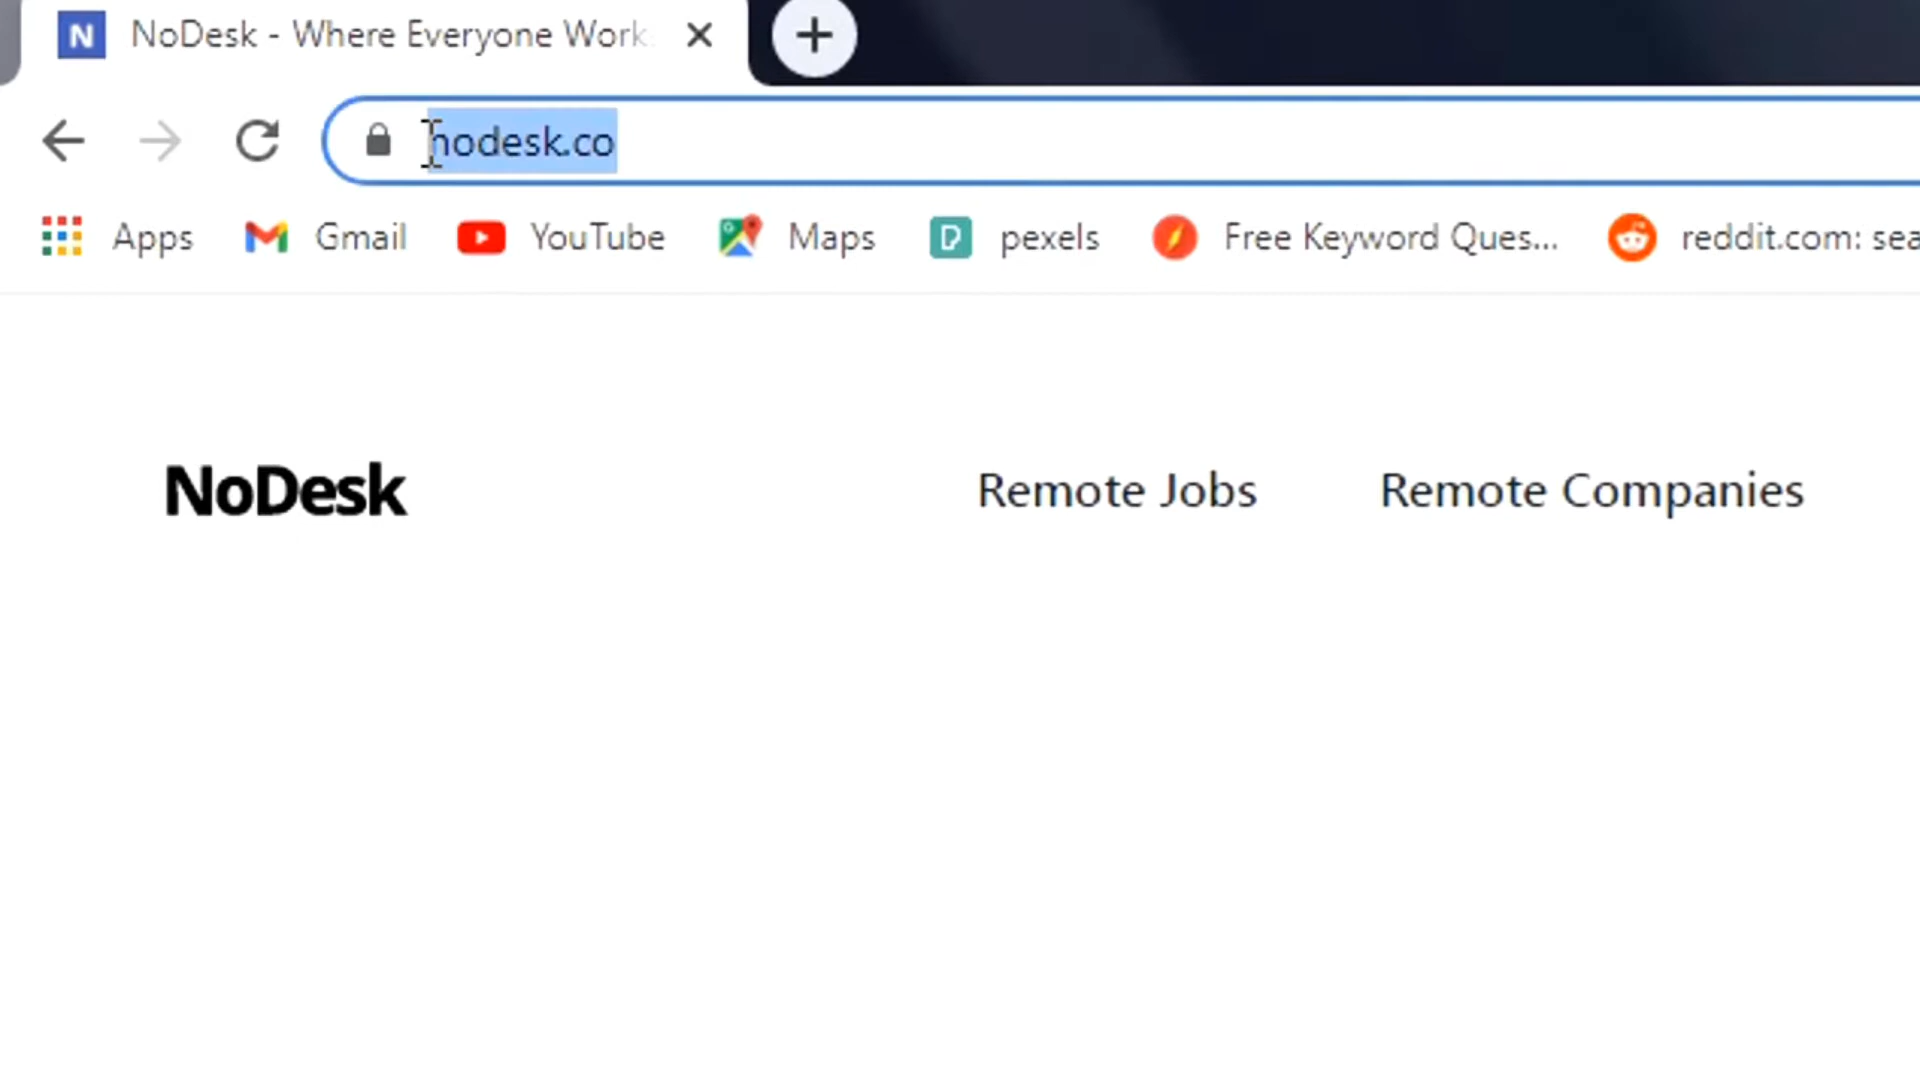 N NoDesk - Where Everyone Work
nodesk.co
Apps Gmail YouTube Maps pexels Free Keyword Ques... reddit.com: sea
NoDesk Remote Jobs Remote Companies